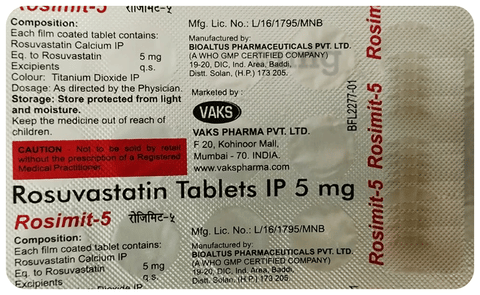 Rosimit-5 रोज़िमिट-५
Composition:
Each film coated tablet contains:
Rosuvastatin Calcium IP
Eq. to Rosuvastatin 5 mg
Excipients q.s.
Colour: Titanium Dioxide IP
Dosage: As directed by the Physician.
Storage: Store protected from light
and moisture.
Keep the medicine out of reach of
children.
CAUTION - Not to be sold by retail
without the prescription of a Registered
Medical Practitioner.
Mfg. Lic. No.: L/16/1795/MNB
Manufactured by:
BIOALTUS PHARMACEUTICALS PVT. LTD.
(A WHO GMP CERTIFIED COMPANY)
19-20, DIC, Ind. Area, Baddi,
Distt. Solan, (H.P.) 173 205.
Marketed by :
VAKS
VAKS PHARMA PVT. LTD.
F 20, Kohinoor Mall,
Mumbai - 70. INDIA.
www.vakspharma.com
BFL2277-01
Rosimit-5
Rosimit-5
Rosimit-5
Rosuvastatin Tablets IP 5 mg
Rosimit-5 रोज़िमिट-५
Composition:
Each film coated tablet contains:
Rosuvastatin Calcium IP
Eq. to Rosuvastatin 5 mg
Excipients q.s.
Dioxide IP
Mfg. Lic. No.: L/16/1795/MNB
Manufactured by:
BIOALTUS PHARMACEUTICALS PVT. LTD.
(A WHO GMP CERTIFIED COMPANY)
19-20, DIC, Ind. Area, Baddi,
Distt. Solan, (H.P.) 173 205.